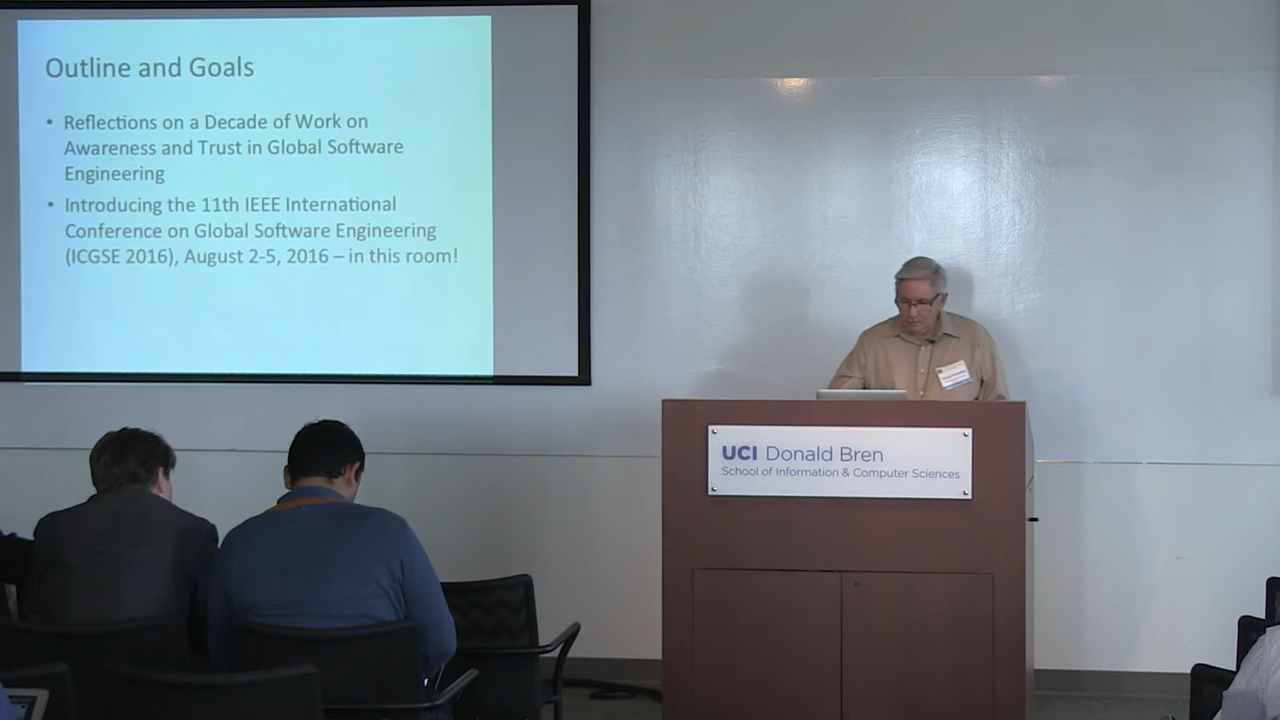 Outline and Goals
• Reflections on a Decade of Work on
Awareness and Trust in Global Software
Engineering
• Introducing the 11th IEEE International
Conference on Global Software Engineering
(ICGSE 2016), August 2-5, 2016 – in this room!
UCI Donald Bren
School of Information & Computer Sciences